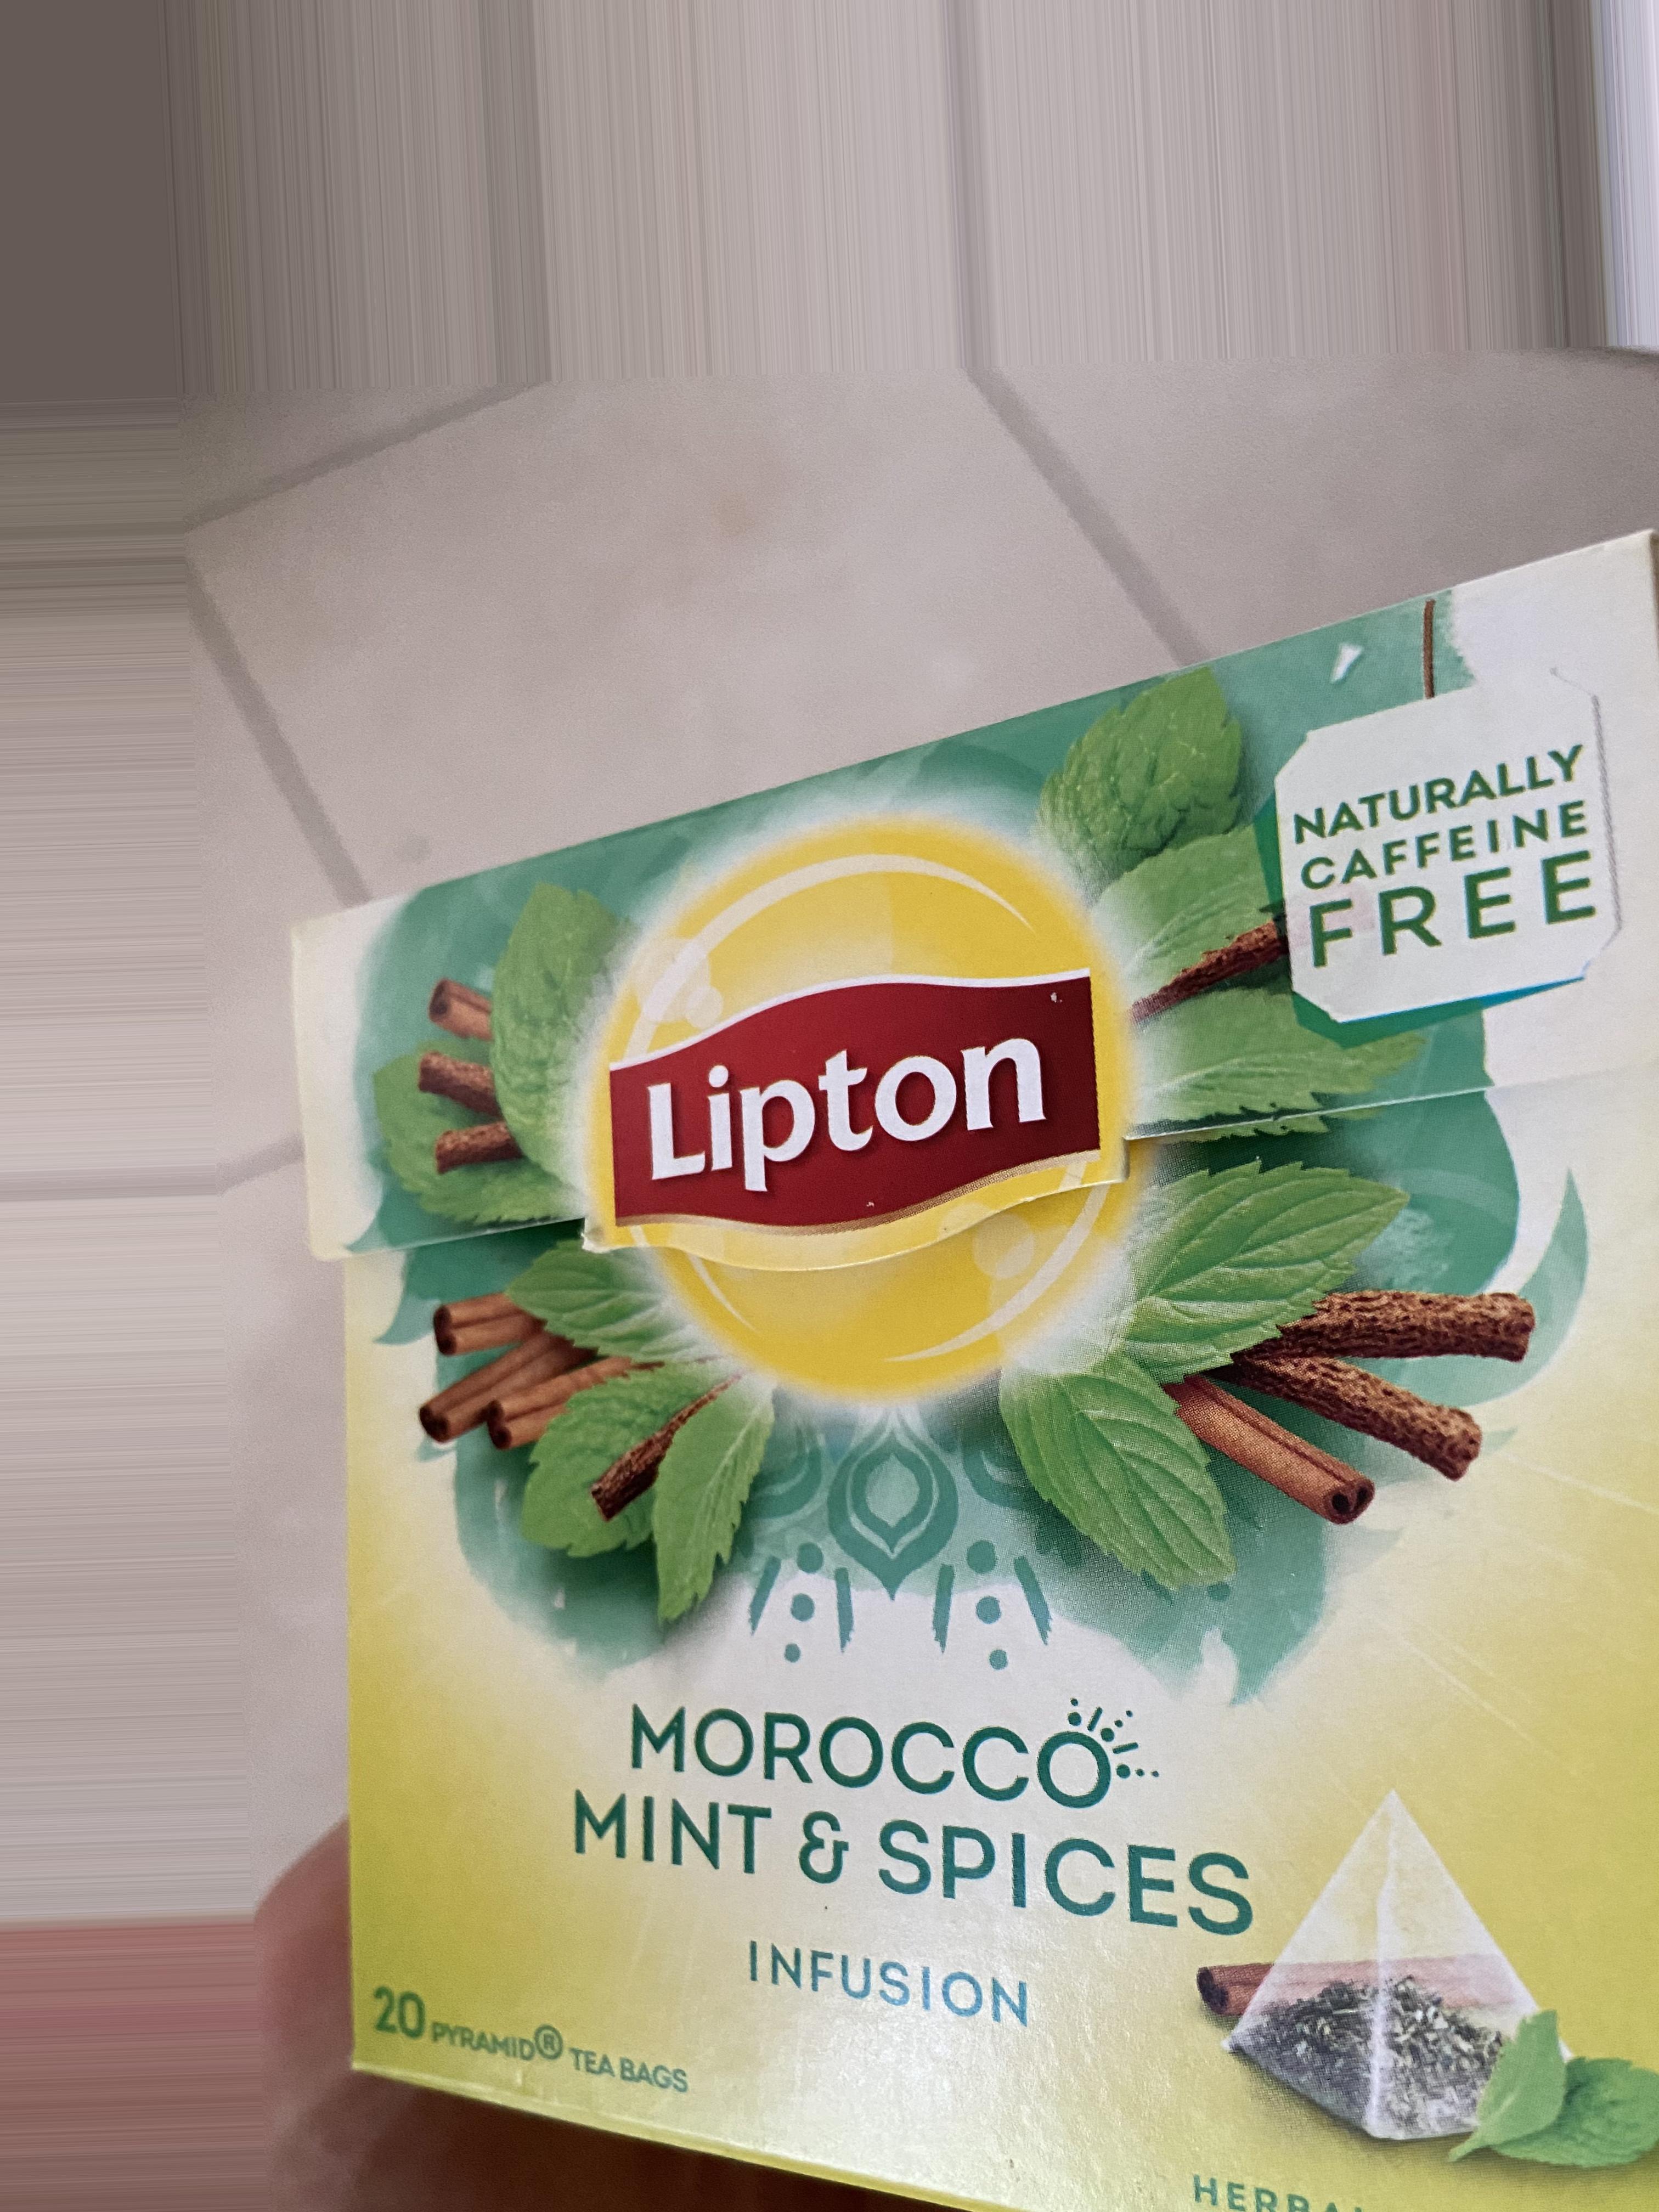 NATURALLY
CAFFEINE
FREE
Lipton
MOROCCO
MINT & SPICES
INFUSION
20 PYRAMID® TEA BAGS